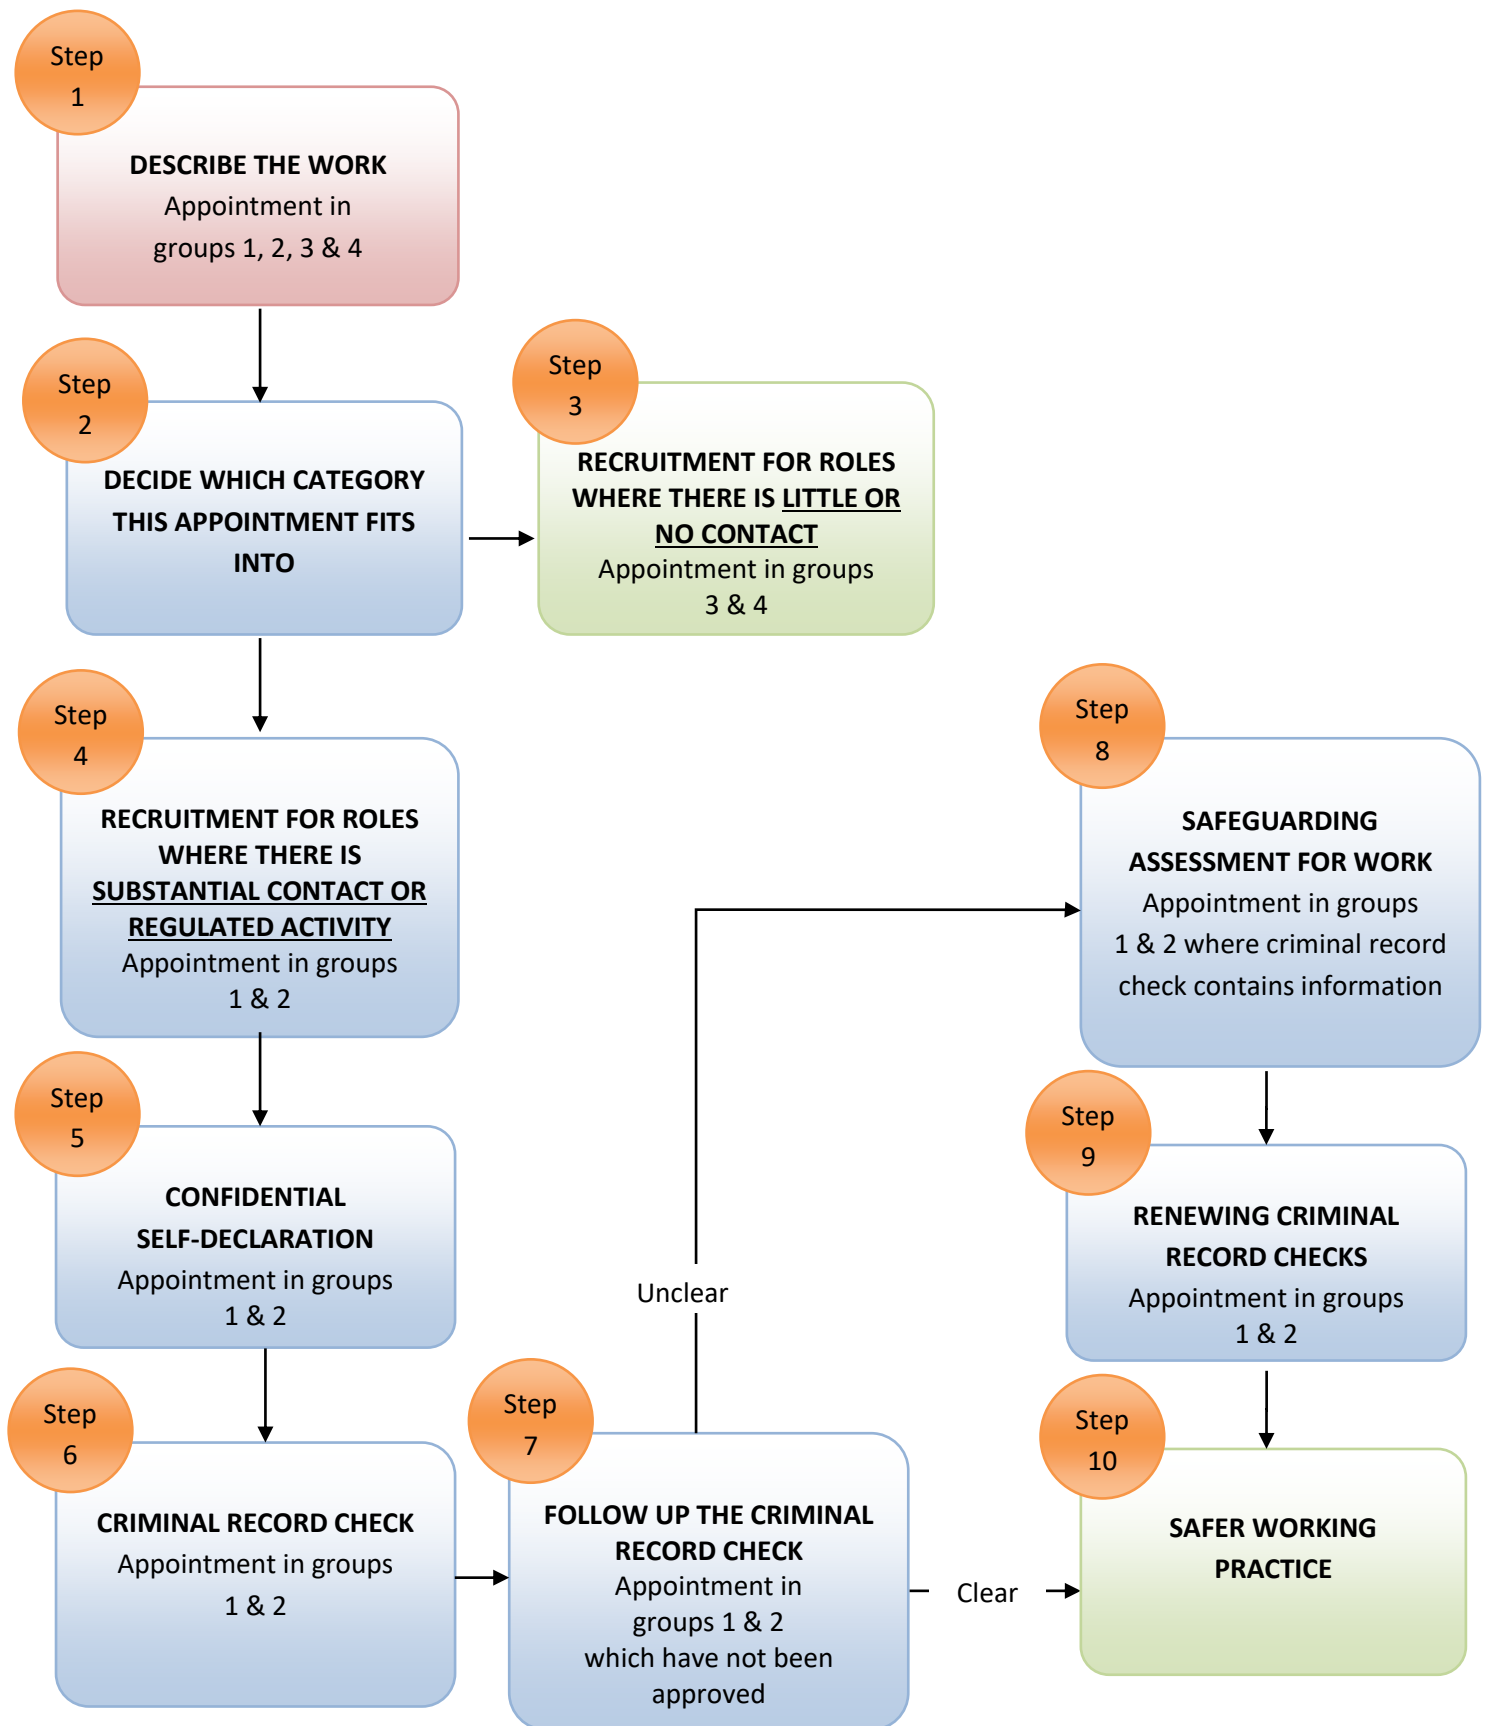 Step
1
DESCRIBE THE WORK
Appointment in
groups 1, 2, 3 & 4
Step
2
DECIDE WHICH CATEGORY
THIS APPOINTMENT FITS
INTO
Step
3
RECRUITMENT FOR ROLES
WHERE THERE IS LITTLE OR
NO CONTACT
Appointment in groups
3 & 4
Step
4
RECRUITMENT FOR ROLES
WHERE THERE IS
SUBSTANTIAL CONTACT OR
REGULATED ACTIVITY
Appointment in groups
1 & 2
Step
5
CONFIDENTIAL
SELF-DECLARATION
Appointment in groups
1 & 2
Step
6
CRIMINAL RECORD CHECK
Appointment in groups
1 & 2
Step
7
FOLLOW UP THE CRIMINAL
RECORD CHECK
Appointment in
groups 1 & 2
which have not been
approved
Unclear
Clear
Step
8
SAFEGUARDING
ASSESSMENT FOR WORK
Appointment in groups
1 & 2 where criminal record
check contains information
Step
9
RENEWING CRIMINAL
RECORD CHECKS
Appointment in groups
1 & 2
Step
10
SAFER WORKING
PRACTICE